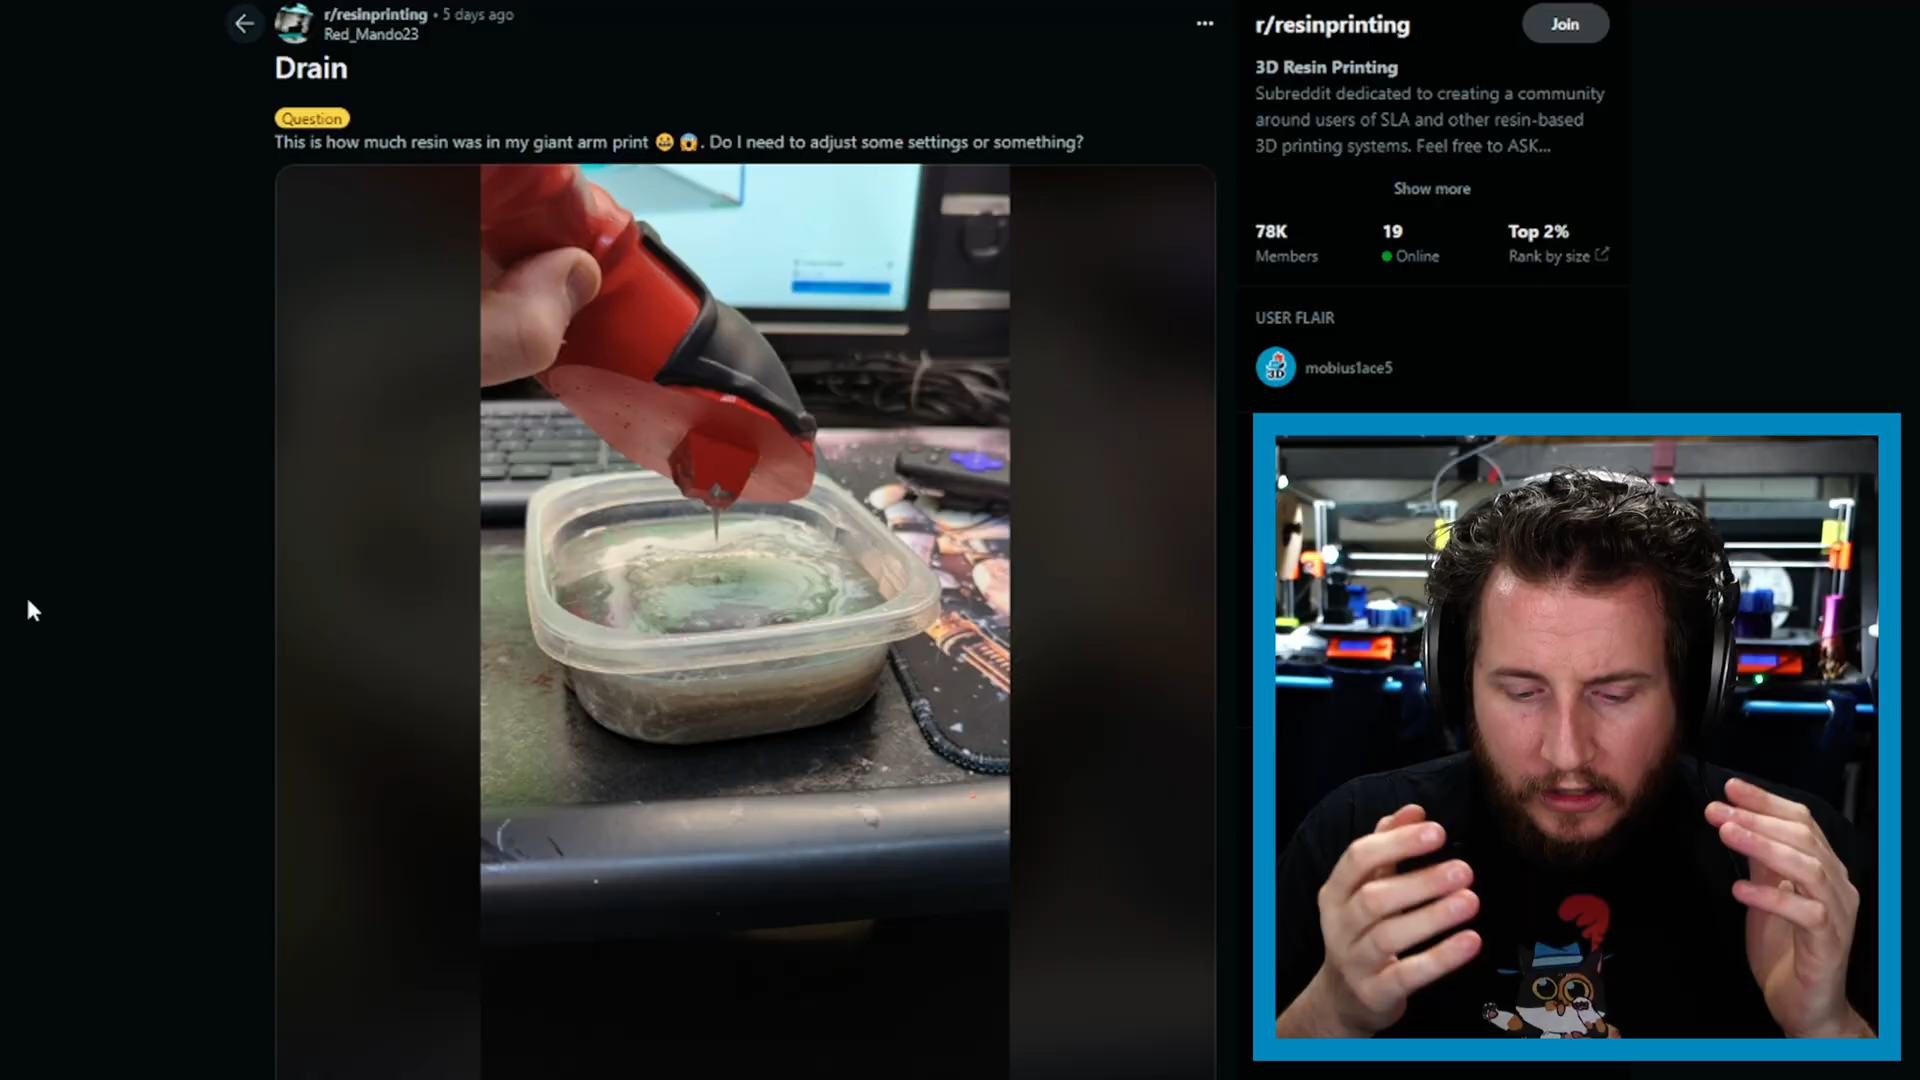 r/resinprinting • 5 days ago
Red_Mando23
Drain
Question
This is how much resin was in my giant arm print 😀 😱. Do I need to adjust some settings or something?
r/resinprinting
Join
3D Resin Printing
Subreddit dedicated to creating a community
around users of SLA and other resin-based
3D printing systems. Feel free to ASK...
Show more
78K
19
Top 2%
Members
Online
Rank by size
USER FLAIR
3D
mobius1ace5